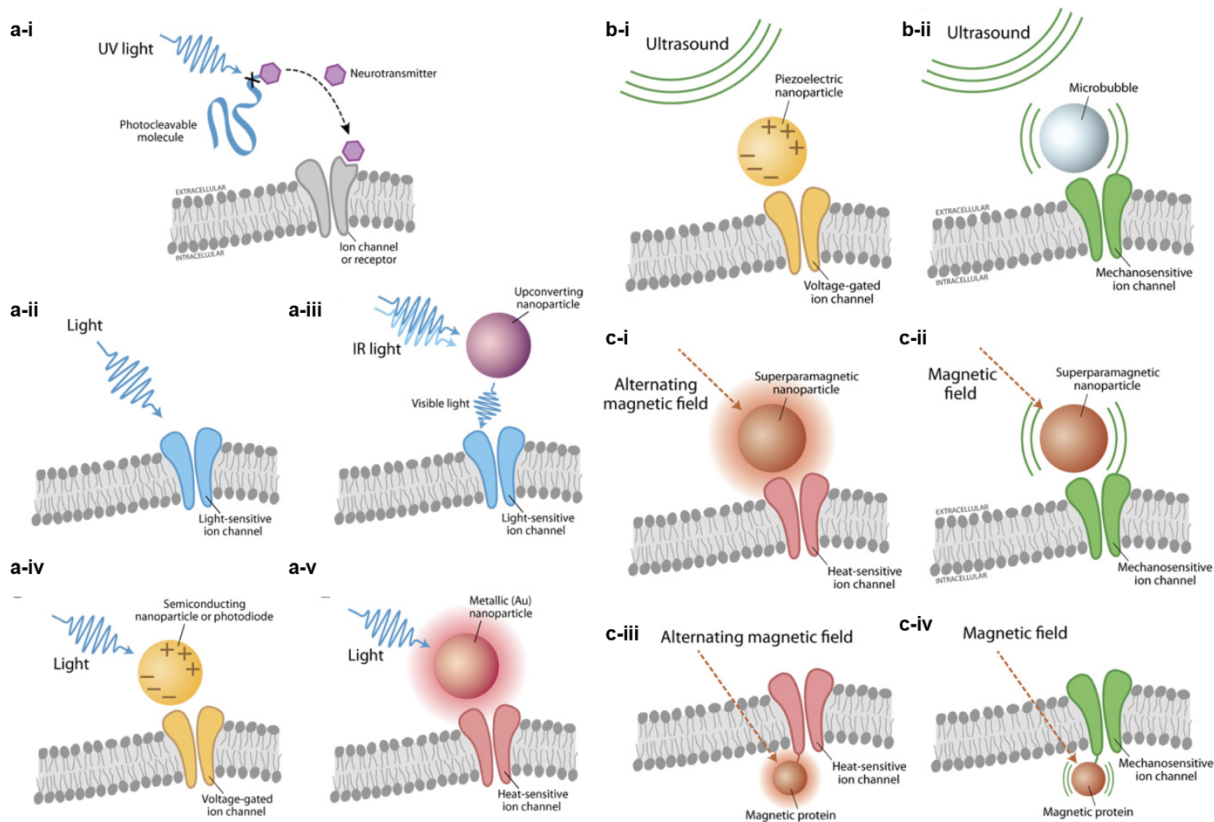 a-i
UV light
Neurotransmitter
Photocleavable
molecule
EXTRACELLULAR
INTRACELLULAR
Ion channel
or receptor
a-ii
Light
Light-sensitive
ion channel
a-iii
Upconverting
nanoparticle
IR light
Visible light
Light-sensitive
ion channel
a-iv
Semiconducting
nanoparticle or photodiode
Light
Voltage-gated
ion channel
a-v
Metallic (Au)
nanoparticle
Light
Heat-sensitive
ion channel
b-i
Ultrasound
Piezoelectric
nanoparticle
Voltage-gated
ion channel
b-ii
Ultrasound
Microbubble
EXTRACELLULAR
INTRACELLULAR
Mechanosensitive
ion channel
c-i
Alternating
magnetic field
Superparamagnetic
nanoparticle
Heat-sensitive
ion channel
c-ii
Magnetic
field
Superparamagnetic
nanoparticle
EXTRACELLULAR
INTRACELLULAR
Mechanosensitive
ion channel
c-iii
Alternating magnetic field
Heat-sensitive
ion channel
Magnetic protein
c-iv
Magnetic field
Mechanosensitive
ion channel
Magnetic protein